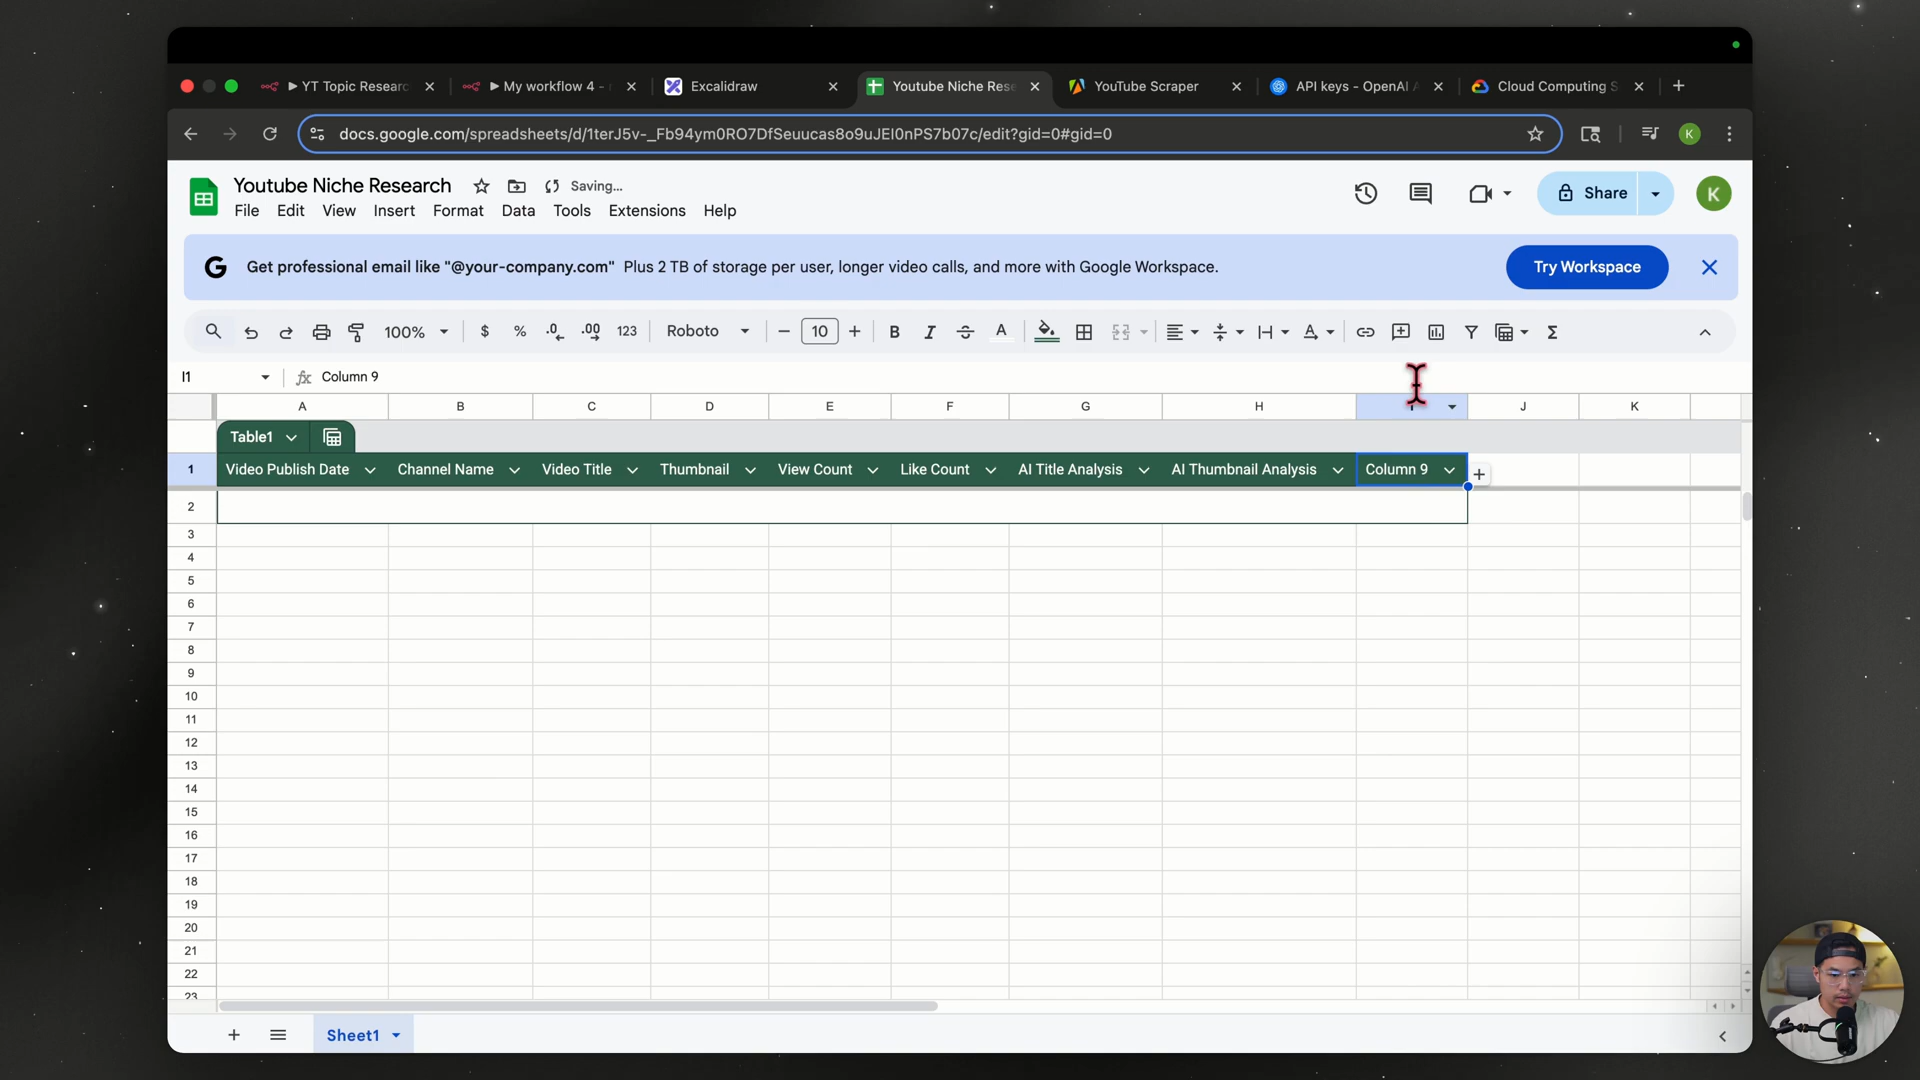 ▶ YT Topic Researc
▶ My workflow 4 -
Excalidraw
Youtube Niche Rese
YouTube Scraper
API keys - OpenAI A
Cloud Computing S
docs.google.com/spreadsheets/d/1terJ5v-_Fb94ym0RO7DfSeuucas8o9uJEI0nPS7b07c/edit?gid=0#gid=0
K
Youtube Niche Research
Saving...
File Edit View Insert Format Data Tools Extensions Help
Share
K
G Get professional email like "@your-company.com" Plus 2 TB of storage per user, longer video calls, and more with Google Workspace.
Try Workspace
100% $ % .0 .00 123 Roboto 10 B I S A Σ
I1 fx Column 9
A B C D E F G H I J K
Table1
1 Video Publish Date Channel Name Video Title Thumbnail View Count Like Count AI Title Analysis AI Thumbnail Analysis Column 9
2
3
4
5
6
7
8
9
10
11
12
13
14
15
16
17
18
19
20
21
22
23
Sheet1